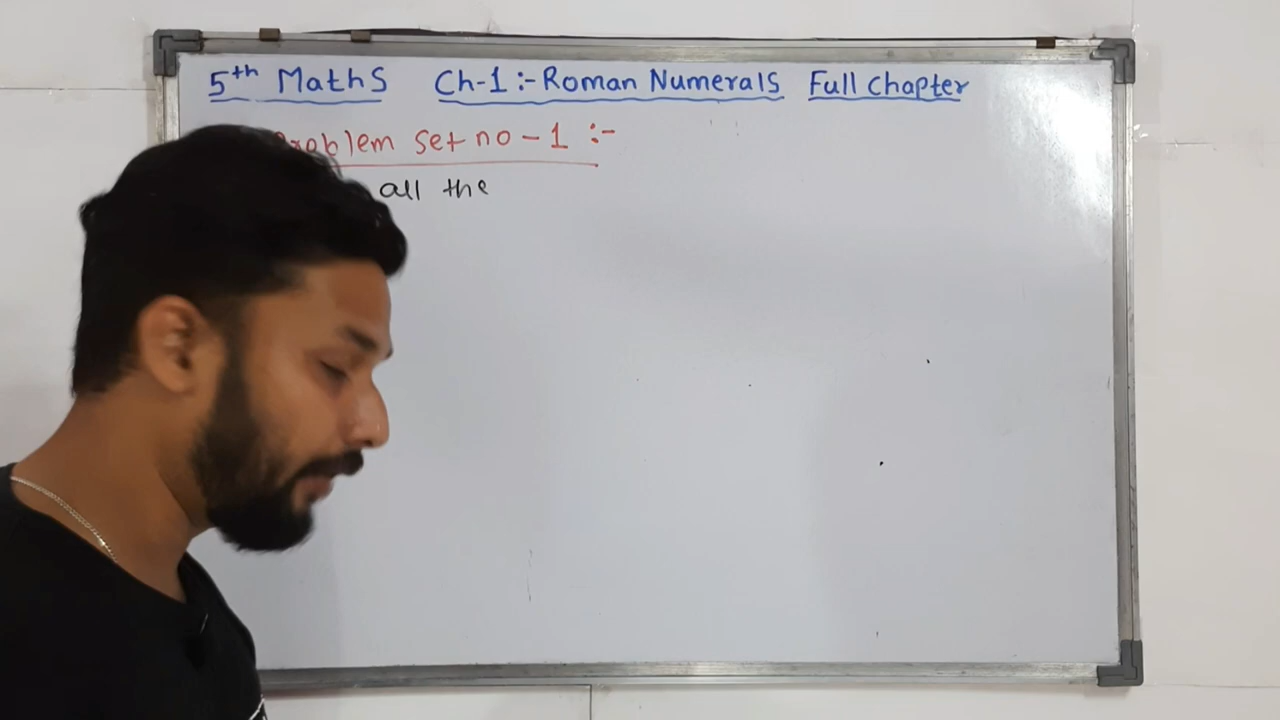 5th Maths Ch-1:- Roman Numerals Full Chapter
Problem set no-1 :-
all the